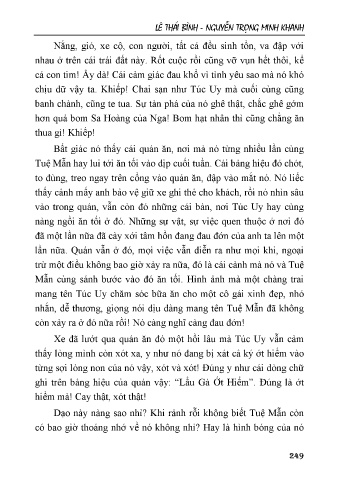 LÊ THÁI BÌNH - NGUYỄN TRỌNG MINH KHANH
Nắng, gió, xe cộ, con người, tất cả đều sinh tồn, va đập với
nhau ở trên cái trái đất này. Rốt cuộc rồi cũng vỡ vụn hết thôi, kể
cả con tim! Ấy dà! Cái cảm giác đau khổ vì tình yêu sao mà nó khó
chịu dữ vậy ta. Khiếp! Chai sạn như Túc Uy mà cuối cùng cũng
banh chành, cũng te tua. Sự tàn phá của nó ghê thật, chắc ghê gớm
hơn quả bom Sa Hoàng của Nga! Bom hạt nhân thì cũng chẳng ăn
thua gì! Khiếp!
Bất giác nó thấy cái quán ăn, nơi mà nó từng nhiều lần cùng
Tuệ Mẫn hay lui tới ăn tối vào dịp cuối tuần. Cái bảng hiệu đỏ chót,
to đùng, treo ngay trên cổng vào quán ăn, đập vào mắt nó. Nó liếc
thấy cánh mấy anh bảo vệ giữ xe ghi thẻ cho khách, rồi nó nhìn sâu
vào trong quán, vẫn còn đó những cái bàn, nơi Túc Uy hay cùng
nàng ngồi ăn tối ở đó. Những sự vật, sự việc quen thuộc ở nơi đó
đã một lần nữa đã cày xới tâm hồn đang đau đớn của anh ta lên một
lần nữa. Quán vẫn ở đó, mọi việc vẫn diễn ra như mọi khi, ngoại
trừ một điều không bao giờ xảy ra nữa, đó là cái cảnh mà nó và Tuệ
Mẫn cùng sánh bước vào đó ăn tối. Hình ảnh mà một chàng trai
mang tên Túc Uy chăm sóc bữa ăn cho một cô gái xinh đẹp, nhỏ
nhắn, dễ thương, giọng nói dịu dàng mang tên Tuệ Mẫn đã không
còn xảy ra ở đó nữa rồi! Nó càng nghĩ càng đau đớn!
Xe đã lướt qua quán ăn đó một hồi lâu mà Túc Uy vẫn cảm
thấy lòng mình còn xót xa, y như nó đang bị xát cả ký ớt hiểm vào
từng sợi lông non của nó vậy, xót và xót! Đúng y như cái dòng chữ
ghi trên bảng hiệu của quán vậy: “Lẩu Gà Ớt Hiểm”. Đúng là ớt
hiểm mà! Cay thật, xót thật!
Dạo này nàng sao nhỉ? Khi rảnh rỗi không biết Tuệ Mẫn còn
có bao giờ thoáng nhớ về nó không nhỉ? Hay là hình bóng của nó
249